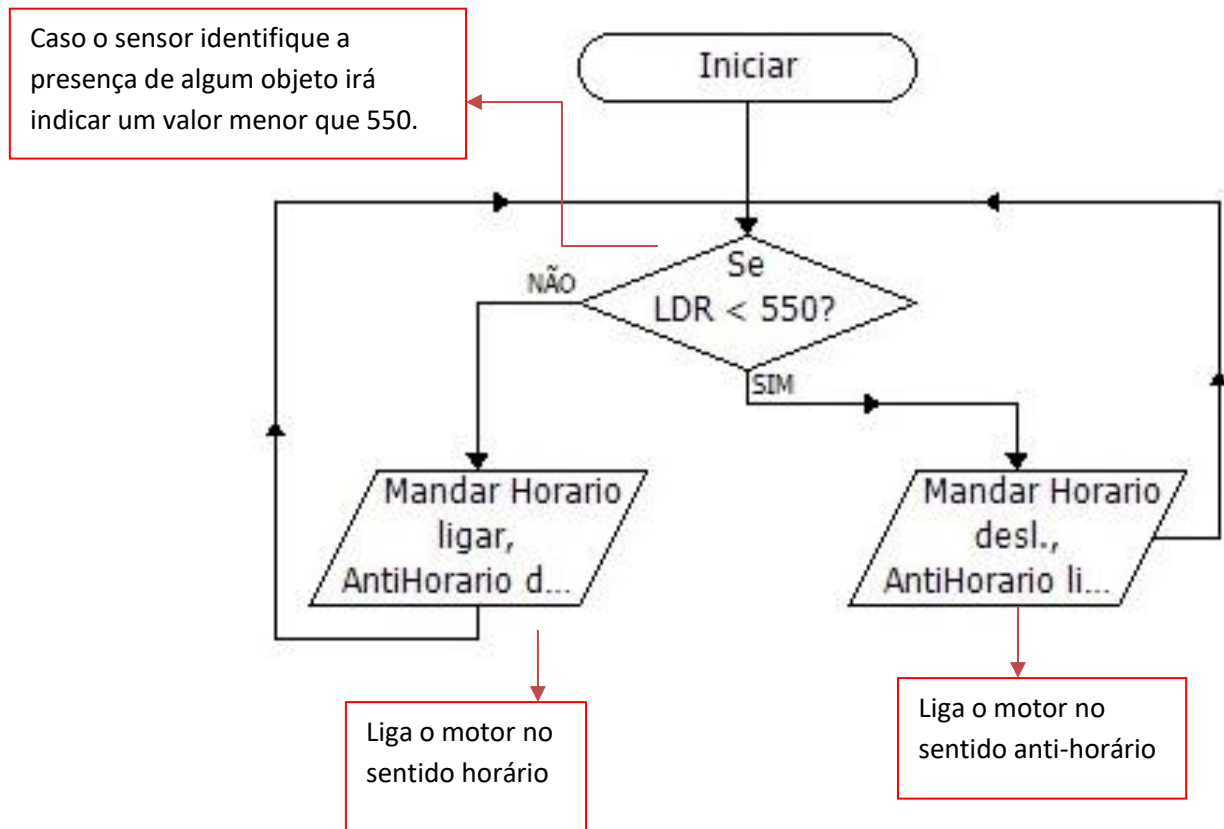 Caso o sensor identifique a
presença de algum objeto irá
indicar um valor menor que 550.
Iniciar
Se
LDR < 550?
NÃO
SIM
Mandar Horario
ligar,
AntiHorario d...
Mandar Horario
desl.,
AntiHorario li...
Liga o motor no
sentido horário
Liga o motor no
sentido anti-horário